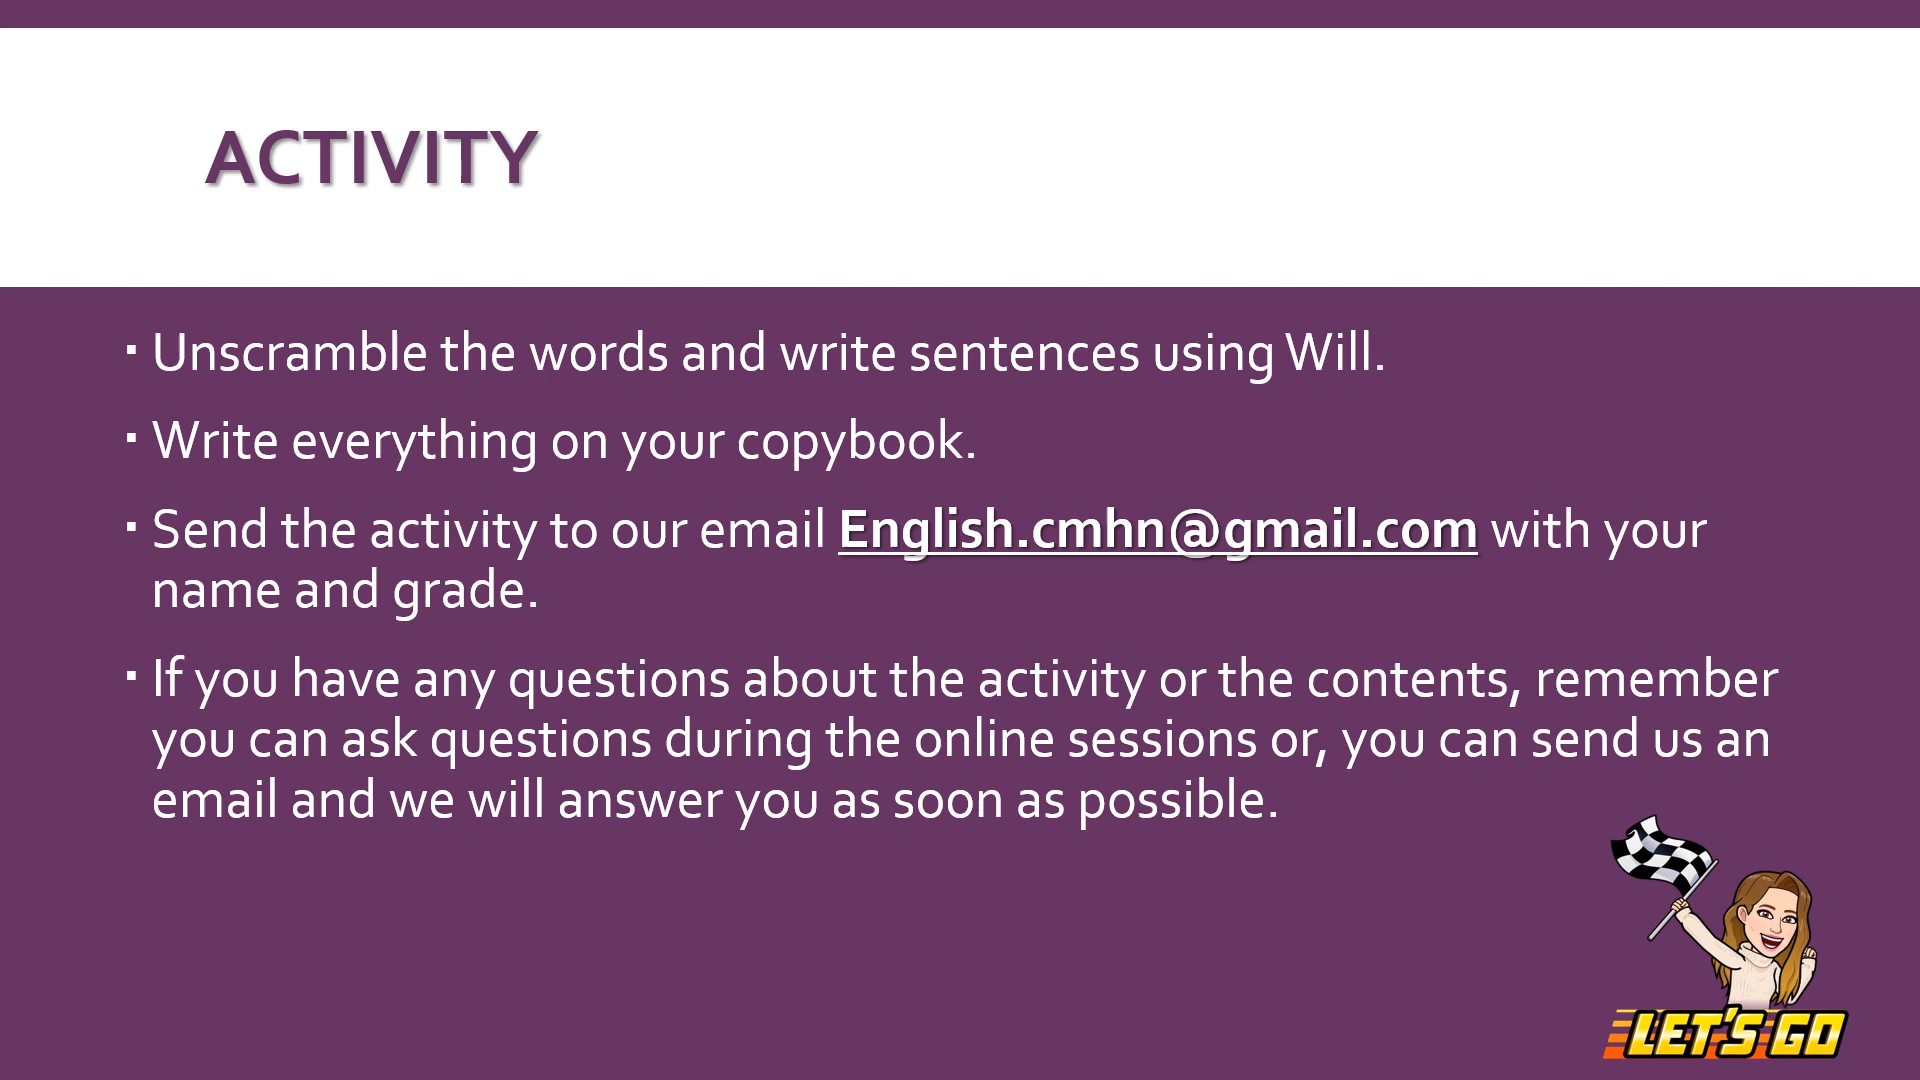 ACTIVITY
▪ Unscramble the words and write sentences using Will.
▪ Write everything on your copybook.
▪ Send the activity to our email English.cmhn@gmail.com with your
name and grade.
▪ If you have any questions about the activity or the contents, remember
you can ask questions during the online sessions or, you can send us an
email and we will answer you as soon as possible.
LET'S GO